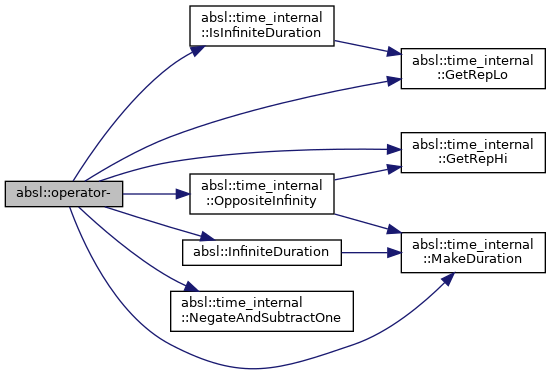 absl::time_internal
::IsInfiniteDuration
absl::time_internal
::GetRepLo
absl::time_internal
::GetRepHi
absl::operator-
absl::time_internal
::OppositeInfinity
absl::InfiniteDuration
absl::time_internal
::MakeDuration
absl::time_internal
::NegateAndSubtractOne